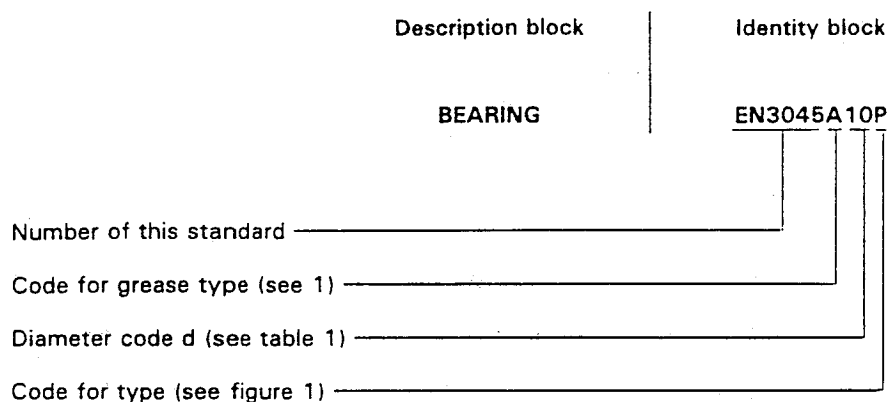 Description block Identity block
BEARING EN3045A10P
Number of this standard
Code for grease type (see 1)
Diameter code d (see table 1)
Code for type (see figure 1)